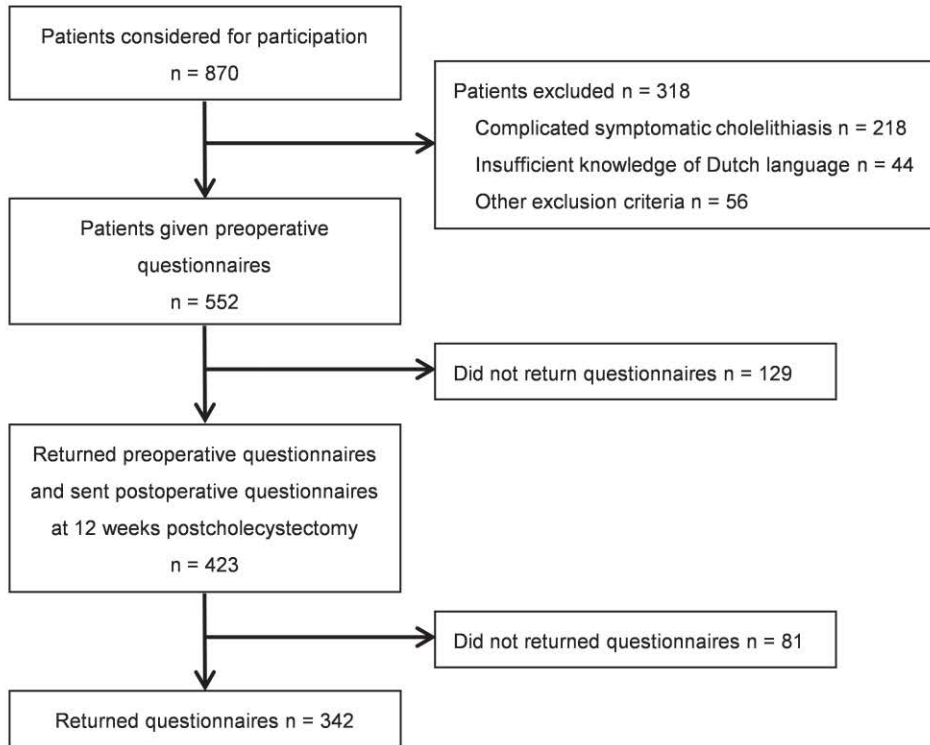 Patients considered for participation
n = 870
Patients excluded n = 318
Complicated symptomatic cholelithiasis n = 218
Insufficient knowledge of Dutch language n = 44
Other exclusion criteria n = 56
Patients given preoperative
questionnaires
n = 552
Did not return questionnaires n = 129
Returned preoperative questionnaires
and sent postoperative questionnaires
at 12 weeks postcholecystectomy
n = 423
Did not returned questionnaires n = 81
Returned questionnaires n = 342